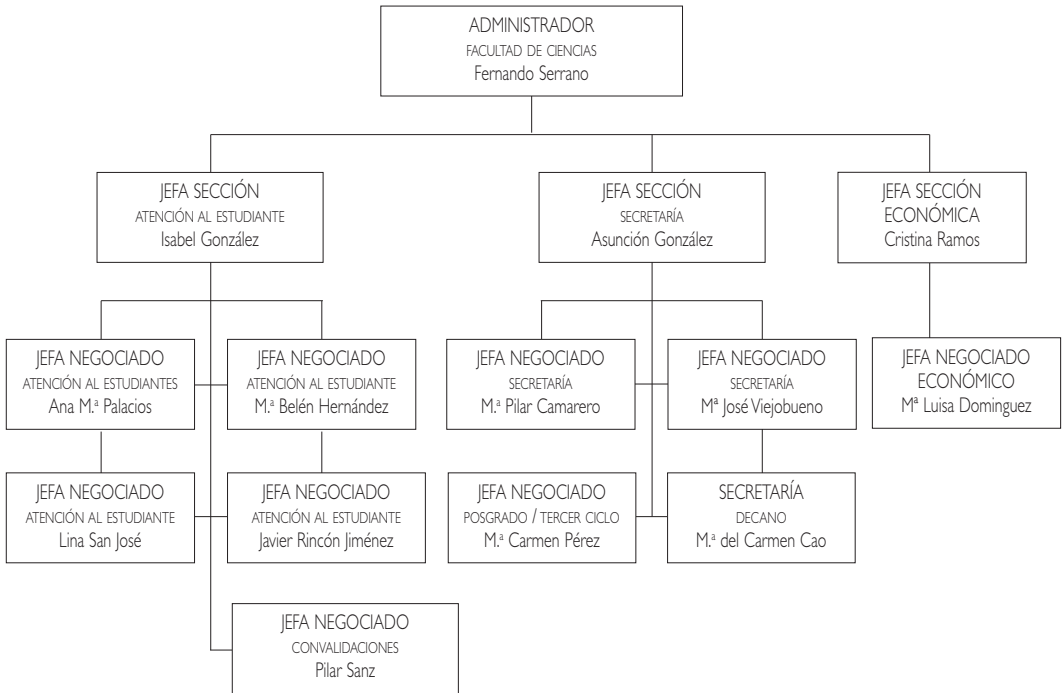 ADMINISTRADOR
FACULTAD DE CIENCIAS
Fernando Serrano
JEFA SECCIÓN
ATENCIÓN AL ESTUDIANTE
Isabel González
JEFA SECCIÓN
SECRETARÍA
Asunción González
JEFA SECCIÓN
ECONÓMICA
Cristina Ramos
JEFA NEGOCIADO
ATENCIÓN AL ESTUDIANTES
Ana M.ª Palacios
JEFA NEGOCIADO
ATENCIÓN AL ESTUDIANTE
M.ª Belén Hernández
JEFA NEGOCIADO
SECRETARÍA
M.ª Pilar Camarero
JEFA NEGOCIADO
SECRETARÍA
Mª José Viejobueno
JEFA NEGOCIADO
ECONÓMICO
Mª Luisa Dominguez
JEFA NEGOCIADO
ATENCIÓN AL ESTUDIANTE
Lina San José
JEFA NEGOCIADO
ATENCIÓN AL ESTUDIANTE
Javier Rincón Jiménez
JEFA NEGOCIADO
POSGRADO / TERCER CICLO
M.ª Carmen Pérez
SECRETARÍA
DECANO
M.ª del Carmen Cao
JEFA NEGOCIADO
CONVALIDACIONES
Pilar Sanz